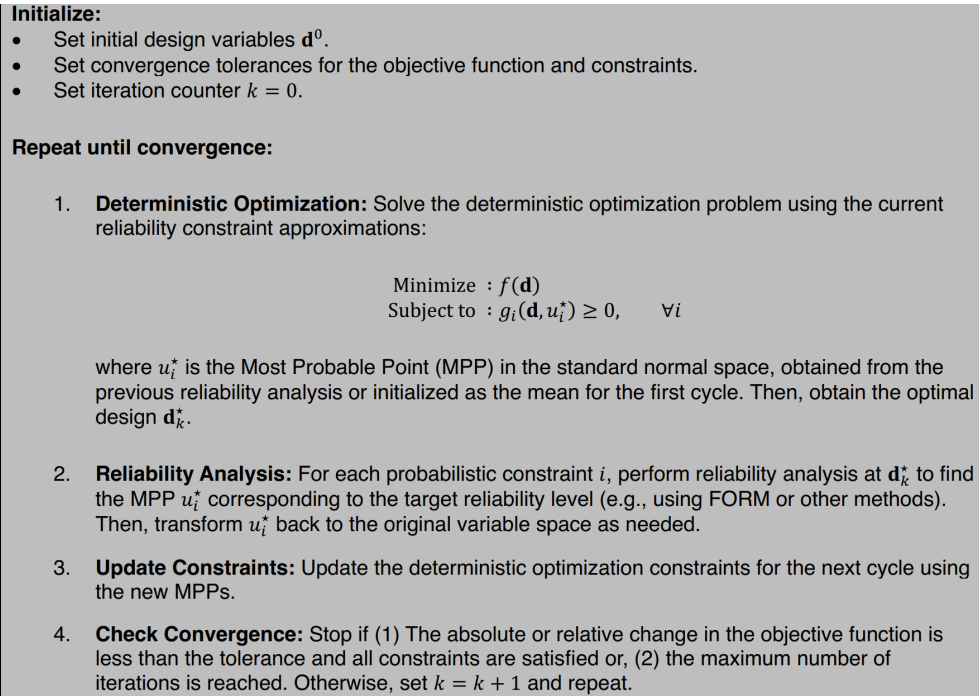 Initialize:
• Set initial design variables d⁰.
• Set convergence tolerances for the objective function and constraints.
• Set iteration counter k = 0.
Repeat until convergence:
1. Deterministic Optimization: Solve the deterministic optimization problem using the current
reliability constraint approximations:
Minimize : f(d)
Subject to : gᵢ(d, uᵢ*) ≥ 0, ∀i
where uᵢ* is the Most Probable Point (MPP) in the standard normal space, obtained from the
previous reliability analysis or initialized as the mean for the first cycle. Then, obtain the optimal
design dₖ*.
2. Reliability Analysis: For each probabilistic constraint i, perform reliability analysis at dₖ* to find
the MPP uᵢ* corresponding to the target reliability level (e.g., using FORM or other methods).
Then, transform uᵢ* back to the original variable space as needed.
3. Update Constraints: Update the deterministic optimization constraints for the next cycle using
the new MPPs.
4. Check Convergence: Stop if (1) The absolute or relative change in the objective function is
less than the tolerance and all constraints are satisfied or, (2) the maximum number of
iterations is reached. Otherwise, set k = k + 1 and repeat.